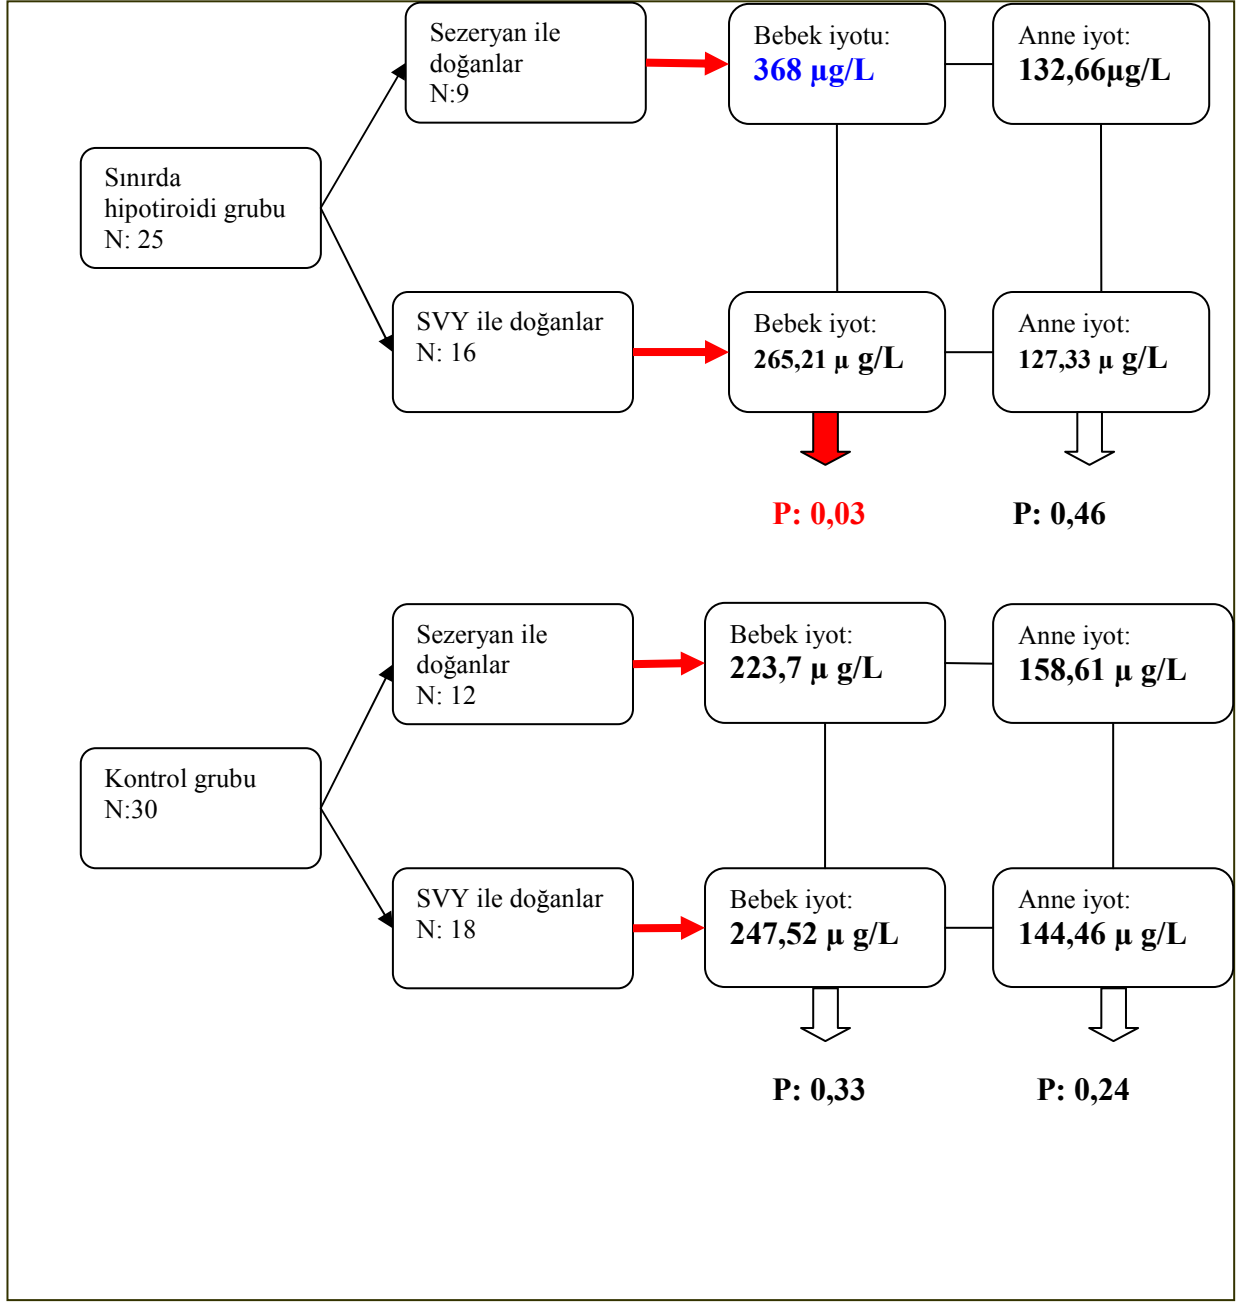 Sezeryan ile
doğanlar
N:9
Bebek iyotu:
368 µg/L
Anne iyot:
132,66µg/L
Sınırda
hipotiroidi grubu
N: 25
SVY ile doğanlar
N: 16
Bebek iyot:
265,21 µ g/L
Anne iyot:
127,33 µ g/L
P: 0,03
P: 0,46
Sezeryan ile
doğanlar
N: 12
Bebek iyot:
223,7 µ g/L
Anne iyot:
158,61 µ g/L
Kontrol grubu
N:30
SVY ile doğanlar
N: 18
Bebek iyot:
247,52 µ g/L
Anne iyot:
144,46 µ g/L
P: 0,33
P: 0,24